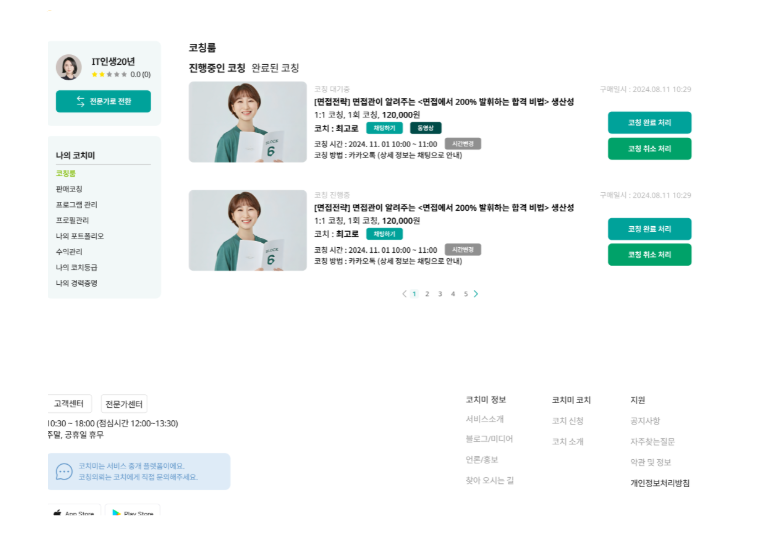 IT인생20년
0.0 (0)
전문가로 전환
나의 코치미
코칭룸
판매코칭
프로그램 관리
프로필관리
나의 포트폴리오
수익관리
나의 코치등급
나의 경력증명
코칭룸
진행중인 코칭 완료된 코칭
코칭 대기중
구매일시 : 2024.08.11 10:29
[면접전략] 면접관이 알려주는 <면접에서 200% 발휘하는 합격 비법> 생산성
1:1 코칭, 1회 코칭, 120,000원
코치 : 최고로 채팅하기 동영상
코칭 시간 : 2024. 11. 01 10:00 ~ 11:00 시간변경
코칭 방법 : 카카오톡 (상세 정보는 채팅으로 안내)
코칭 완료 처리
코칭 취소 처리
코칭 진행중
구매일시 : 2024.08.11 10:29
[면접전략] 면접관이 알려주는 <면접에서 200% 발휘하는 합격 비법> 생산성
1:1 코칭, 1회 코칭, 120,000원
코치 : 최고로 채팅하기
코칭 시간 : 2024. 11. 01 10:00 ~ 11:00 시간변경
코칭 방법 : 카카오톡 (상세 정보는 채팅으로 안내)
코칭 완료 처리
코칭 취소 처리
1 2 3 4 5
고객센터 전문가센터
10:30 ~ 18:00 (점심시간 12:00~13:30)
주말, 공휴일 휴무
코치미는 서비스 중개 플랫폼이에요.
코칭의뢰는 코치에게 직접 문의해주세요.
App Store Play Store
코치미 정보
서비스소개
블로그/미디어
언론/홍보
찾아 오시는 길
코치미 코치
코치 신청
코치 소개
지원
공지사항
자주찾는질문
약관 및 정보
개인정보처리방침